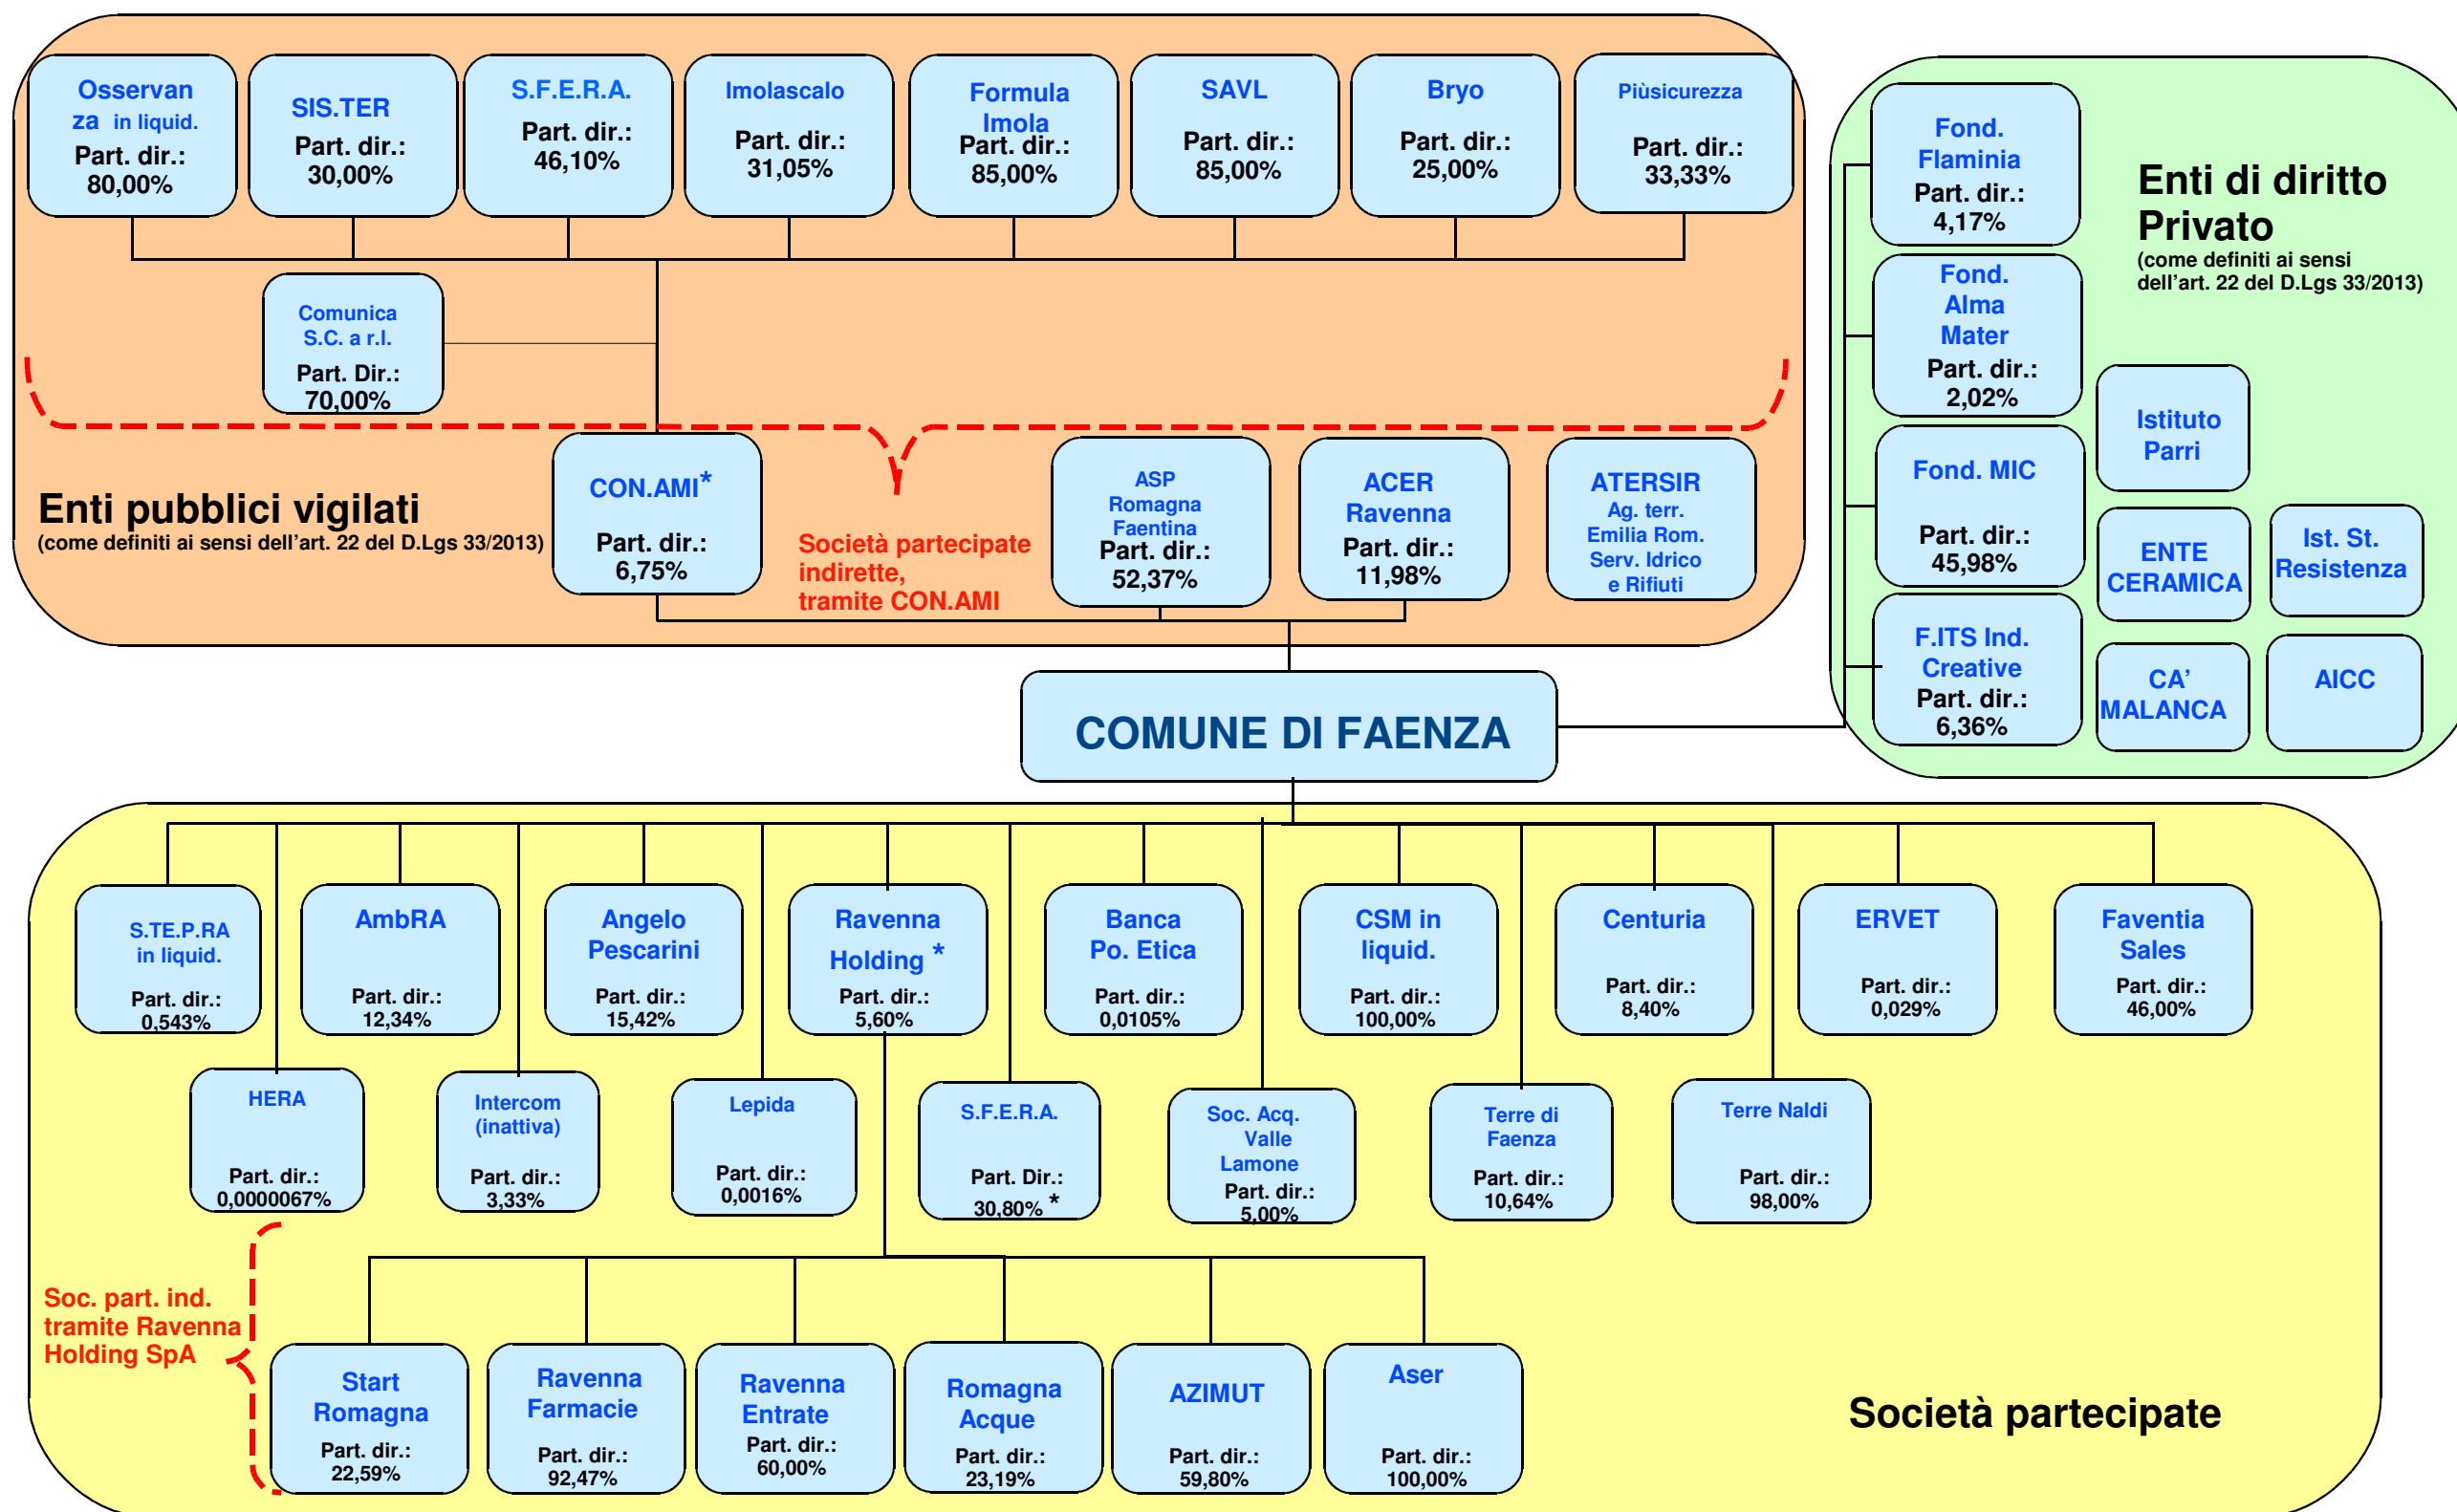 Osservan
za in liquid.
Part. dir.:
80,00%
SIS.TER
Part. dir.:
30,00%
S.F.E.R.A.
Part. dir.:
46,10%
Imolascalo
Part. dir.:
31,05%
Formula
Imola
Part. dir.:
85,00%
SAVL
Part. dir.:
85,00%
Bryo
Part. dir.:
25,00%
Piùsicurezza
Part. dir.:
33,33%
Comunica
S.C. a r.l.
Part. Dir.:
70,00%
Enti pubblici vigilati
(come definiti ai sensi dell'art. 22 del D.Lgs 33/2013)
CON.AMI*
Part. dir.:
6,75%
Società partecipate
indirette,
tramite CON.AMI
ASP
Romagna
Faentina
Part. dir.:
52,37%
ACER
Ravenna
Part. dir.:
11,98%
ATERSIR
Ag. terr.
Emilia Rom.
Serv. Idrico
e Rifiuti
Fond.
Flaminia
Part. dir.:
4,17%
Enti di diritto
Privato
(come definiti ai sensi
dell'art. 22 del D.Lgs 33/2013)
Fond.
Alma
Mater
Part. dir.:
2,02%
Istituto
Parri
Fond. MIC
Part. dir.:
45,98%
ENTE
CERAMICA
Ist. St.
Resistenza
F.ITS Ind.
Creative
Part. dir.:
6,36%
CA'
MALANCA
AICC
COMUNE DI FAENZA
S.TE.P.RA
in liquid.
Part. dir.:
0,543%
AmbRA
Part. dir.:
12,34%
Angelo
Pescarini
Part. dir.:
15,42%
Ravenna
Holding *
Part. dir.:
5,60%
Banca
Po. Etica
Part. dir.:
0,0105%
CSM in
liquid.
Part. dir.:
100,00%
Centuria
Part. dir.:
8,40%
ERVET
Part. dir.:
0,029%
Faventia
Sales
Part. dir.:
46,00%
HERA
Part. dir.:
0,0000067%
Intercom
(inattiva)
Part. dir.:
3,33%
Lepida
Part. dir.:
0,0016%
S.F.E.R.A.
Part. Dir.:
30,80% *
Soc. Acq.
Valle
Lamone
Part. dir.:
5,00%
Terre di
Faenza
Part. dir.:
10,64%
Terre Naldi
Part. dir.:
98,00%
Soc. part. ind.
tramite Ravenna
Holding SpA
Start
Romagna
Part. dir.:
22,59%
Ravenna
Farmacie
Part. dir.:
92,47%
Ravenna
Entrate
Part. dir.:
60,00%
Romagna
Acque
Part. dir.:
23,19%
AZIMUT
Part. dir.:
59,80%
Aser
Part. dir.:
100,00%
Società partecipate